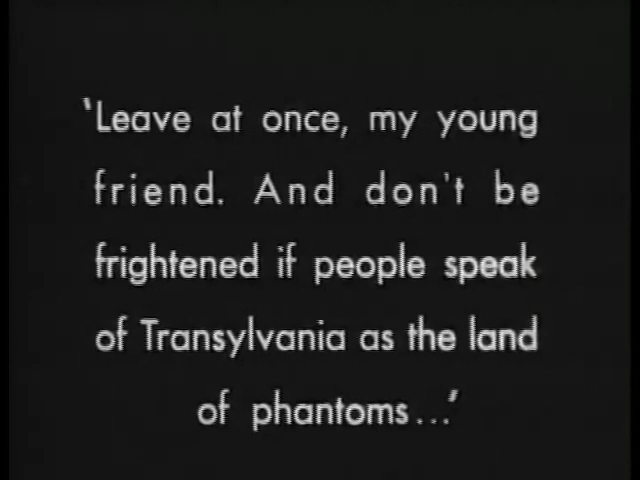 ‘Leave at once, my young
friend. And don't be
frightened if people speak
of Transylvania as the land
of phantoms...’